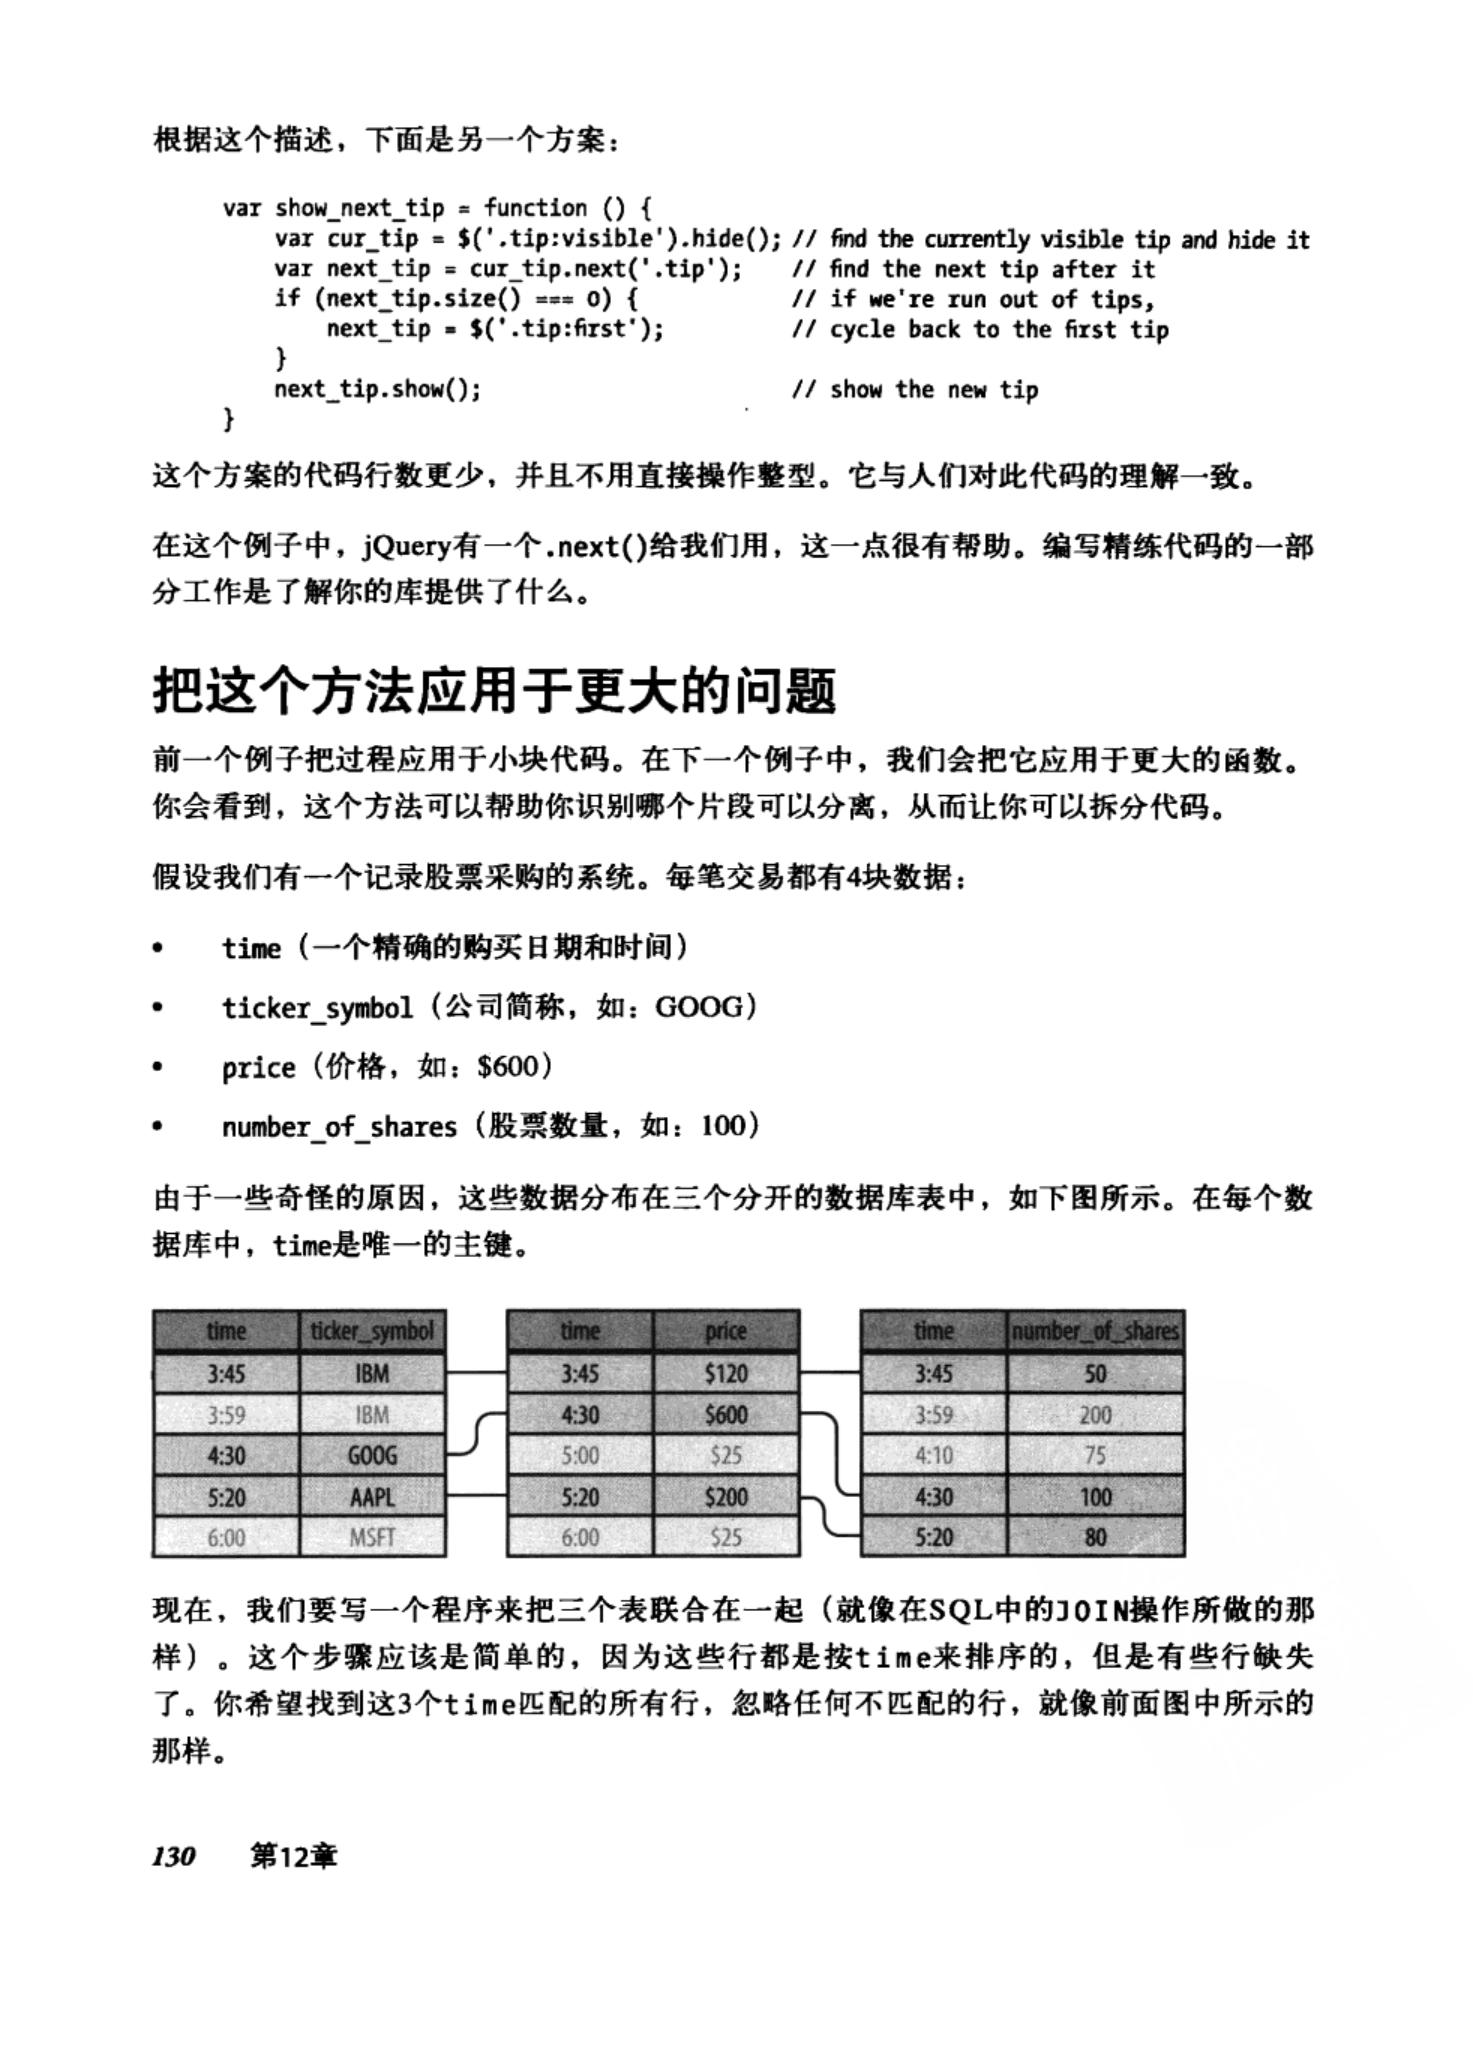 根据这个描述，下面是另一个方案：
var show_next_tip = function () {
var cur_tip = $('.tip:visible').hide(); // find the currently visible tip and hide it
var next_tip = cur_tip.next('.tip'); // find the next tip after it
if (next_tip.size() === 0) { // if we're run out of tips,
next_tip = $('.tip:first'); // cycle back to the first tip
}
next_tip.show(); // show the new tip
}
这个方案的代码行数更少，并且不用直接操作整型。它与人们对此代码的理解一致。
在这个例子中，jQuery有一个.next()给我们用，这一点很有帮助。编写精练代码的一部
分工作是了解你的库提供了什么。
把这个方法应用于更大的问题
前一个例子把过程应用于小块代码。在下一个例子中，我们会把它应用于更大的函数。
你会看到，这个方法可以帮助你识别哪个片段可以分离，从而让你可以拆分代码。
假设我们有一个记录股票采购的系统。每笔交易都有4块数据：
• time（一个精确的购买日期和时间）
• ticker_symbol（公司简称，如：GOOG）
• price（价格，如：$600）
• number_of_shares（股票数量，如：100）
由于一些奇怪的原因，这些数据分布在三个分开的数据库表中，如下图所示。在每个数
据库中，time是唯一的主键。
time ticker_symbol time price time number_of_shares
3:45 IBM 3:45 $120 3:45 50
3:59 IBM 4:30 $600 3:59 200
4:30 GOOG 5:00 $25 4:10 75
5:20 AAPL 5:20 $200 4:30 100
6:00 MSFT 6:00 $25 5:20 80
现在，我们要写一个程序来把三个表联合在一起（就像在SQL中的JOIN操作所做的那
样）。这个步骤应该是简单的，因为这些行都是按time来排序的，但是有些行缺失
了。你希望找到这3个time匹配的所有行，忽略任何不匹配的行，就像前面图中所示的
那样。
130 第12章